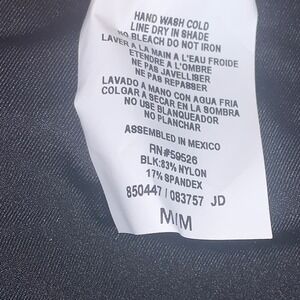 HAND WASH COLD
LINE DRY IN SHADE
NO BLEACH DO NOT IRON
LAVER A LA MAIN A L'EAU FROIDE
ETENDRE A L'OMBRE
NE PAS JAVELLISER
NE PAS REPASSER
LAVADO A MANO CON AGUA FRIA
COLGAR A SECAR EN LA SOMBRA
NO USE BLANQUEADOR
NO PLANCHAR
ASSEMBLED IN MEXICO
RN#59526
BLK:83% NYLON
17% SPANDEX
850447 / 083757 JD
M/M